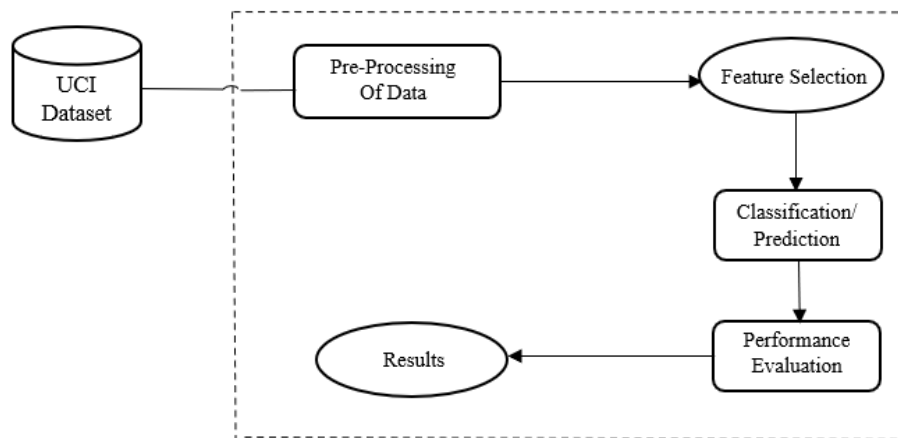 UCI
Dataset
Pre-Processing
Of Data
Feature Selection
Classification/
Prediction
Performance
Evaluation
Results